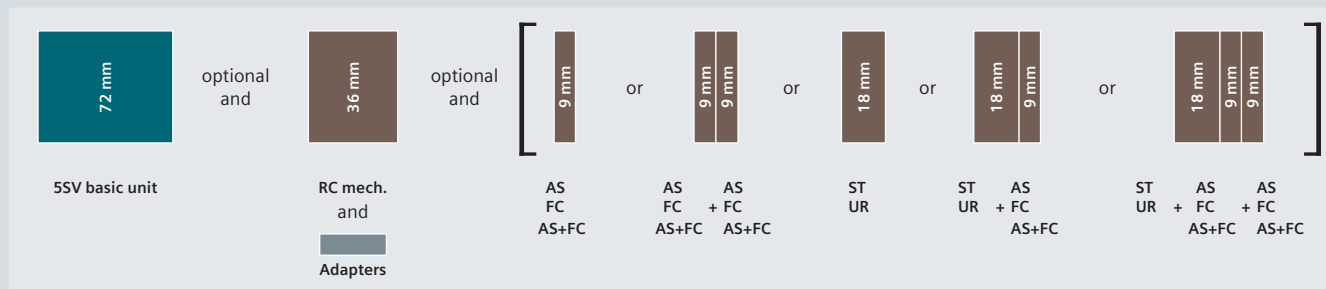 72 mm
optional
and
36 mm
optional
and
9 mm
or
9 mm
9 mm
or
18 mm
or
18 mm
9 mm
or
18 mm
9 mm
9 mm
5SV basic unit
RC mech.
and
Adapters
AS
FC
AS+FC
AS AS
FC + FC
AS+FC AS+FC
ST
UR
ST AS
UR + FC
AS+FC
ST AS AS
UR + FC + FC
AS+FC AS+FC